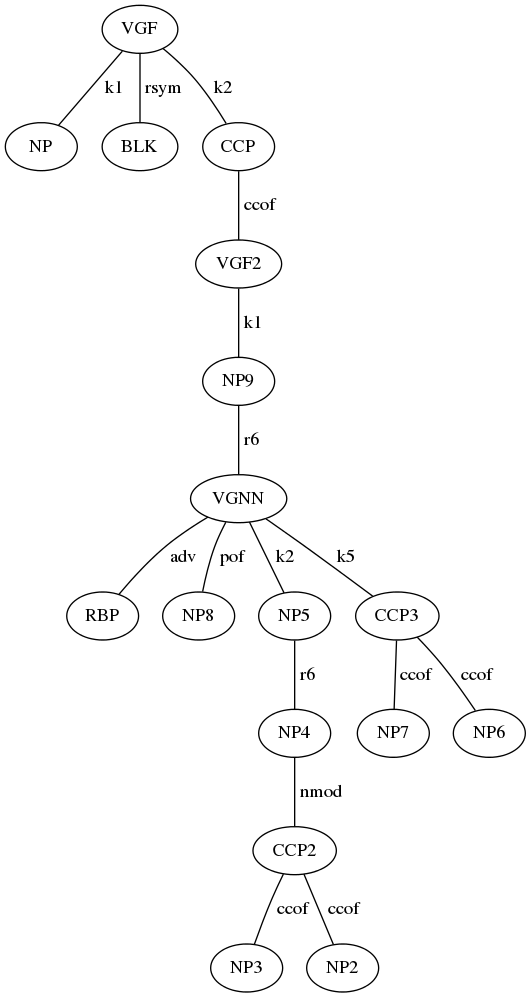 VGF
k1 rsym k2
NP BLK CCP
ccof
VGF2
k1
NP9
r6
VGNN
adv pof k2 k5
RBP NP8 NP5 CCP3
r6 ccof ccof
NP4 NP7 NP6
nmod
CCP2
ccof ccof
NP3 NP2